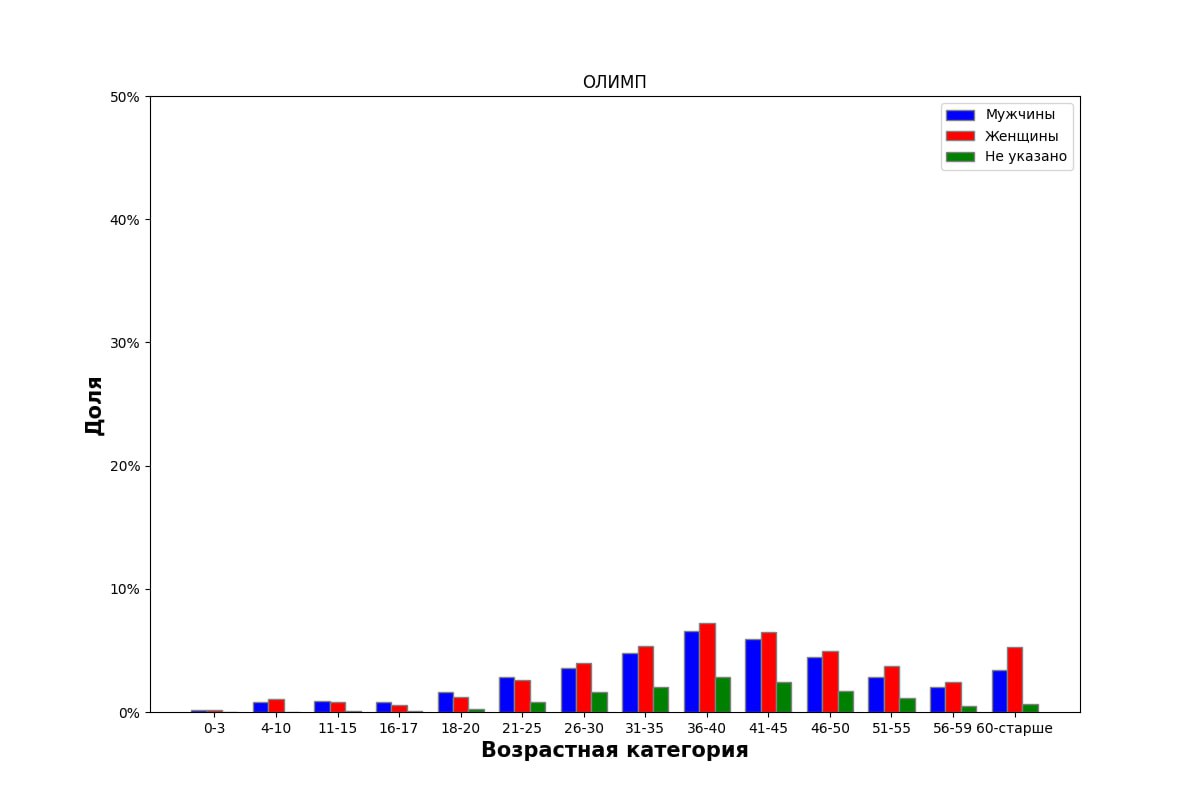 ОЛИМП
50%
40%
30%
20%
10%
0%
Доля
Мужчины
Женщины
Не указано
0-3 4-10 11-15 16-17 18-20 21-25 26-30 31-35 36-40 41-45 46-50 51-55 56-59 60-старше
Возрастная категория